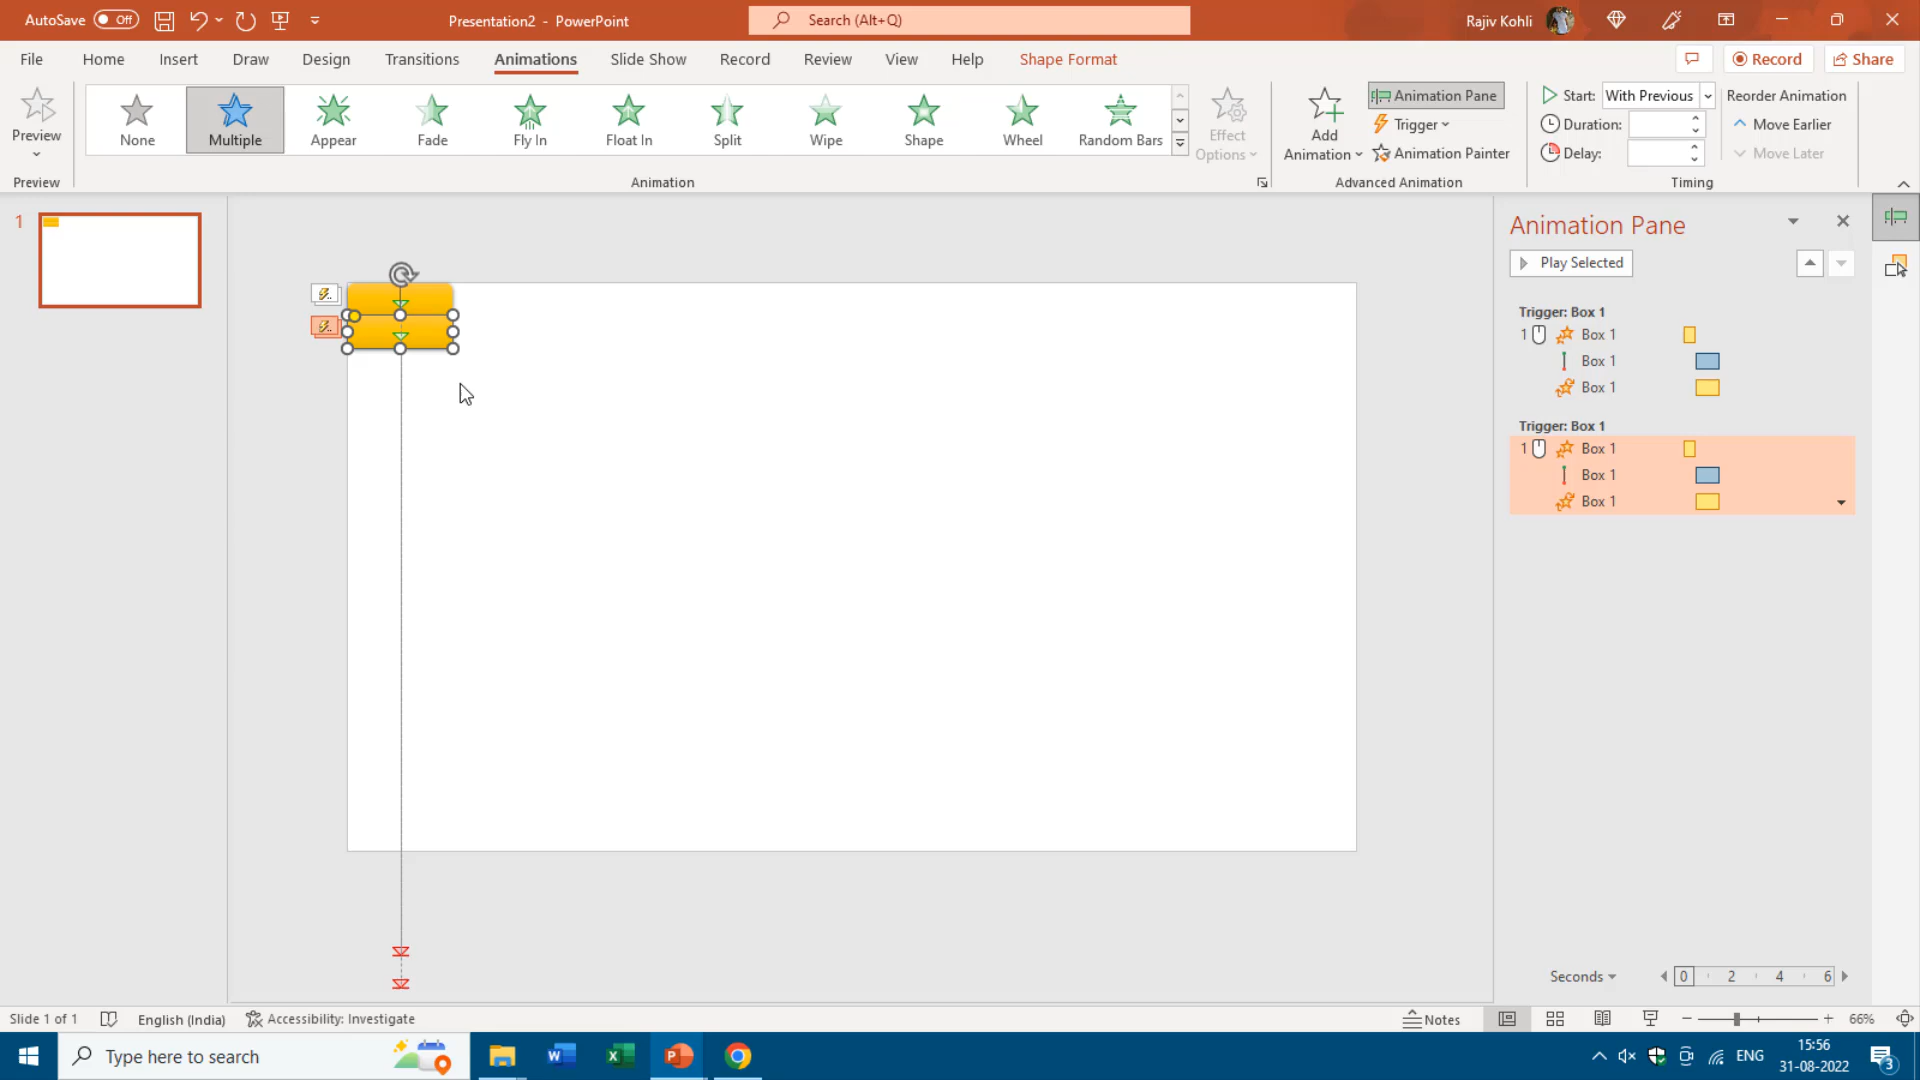 AutoSave Off Presentation2 - PowerPoint Search (Alt+Q) Rajiv Kohli
File Home Insert Draw Design Transitions Animations Slide Show Record Review View Help Shape Format Record Share
Preview None Multiple Appear Fade Fly In Float In Split Wipe Shape Wheel Random Bars Effect Options Add Animation
Animation Pane Start: With Previous Reorder Animation
Trigger Duration: Move Earlier
Animation Painter Delay: Move Later
Preview Animation Advanced Animation Timing
1
Animation Pane
Play Selected
Trigger: Box 1
1 Box 1
Box 1
Box 1
Trigger: Box 1
1 Box 1
Box 1
Box 1
Seconds 0 2 4 6
Slide 1 of 1 English (India) Accessibility: Investigate Notes 66%
Type here to search ENG 15:56
31-08-2022
3